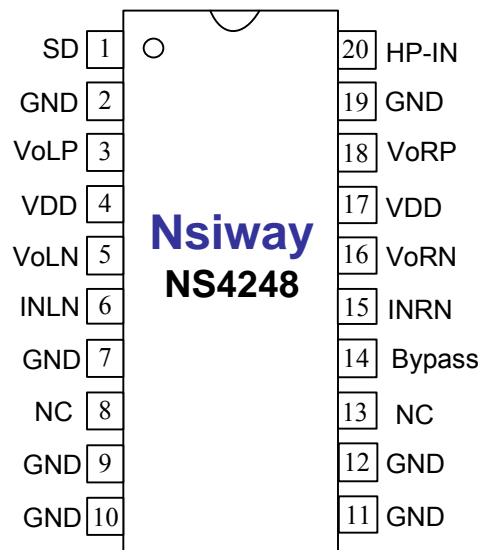 SD 1 20 HP-IN
GND 2 19 GND
VoLP 3 18 VoRP
VDD 4 17 VDD
Nsiway
VoLN 5 16 VoRN
NS4248
INLN 6 15 INRN
GND 7 14 Bypass
NC 8 13 NC
GND 9 12 GND
GND 10 11 GND